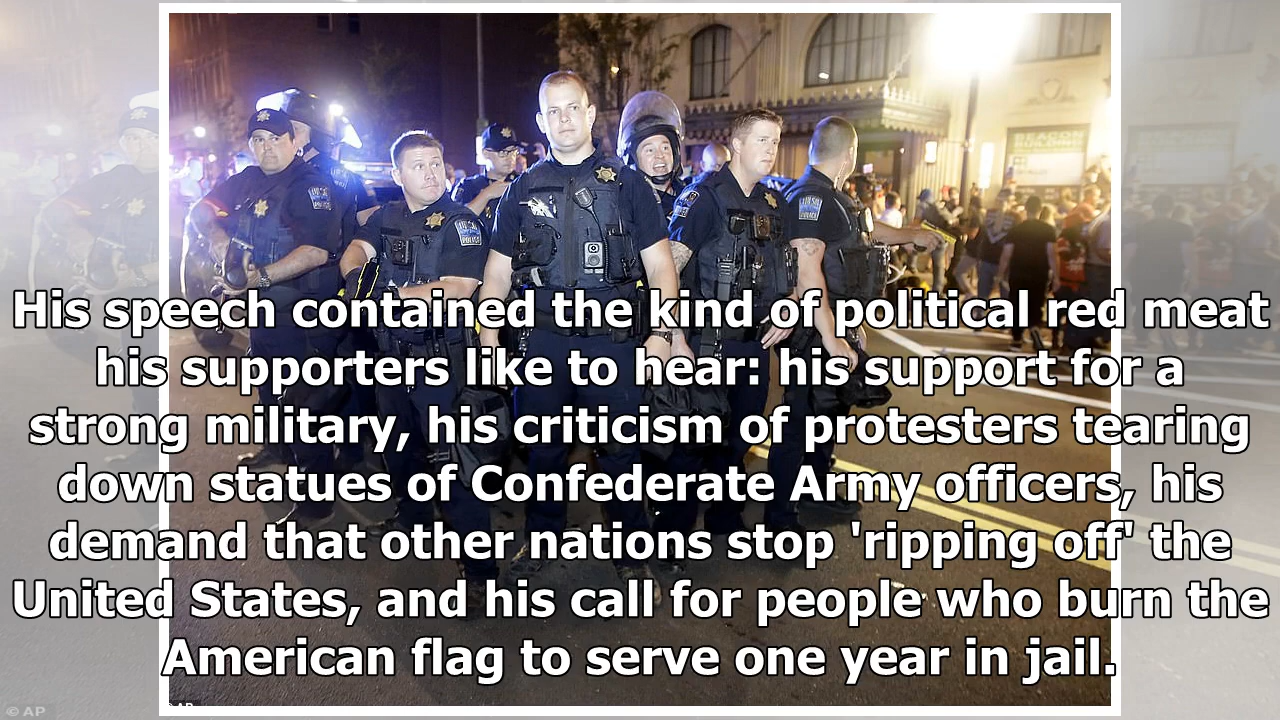 His speech contained the kind of political red meat
his supporters like to hear: his support for a
strong military, his criticism of protesters tearing
down statues of Confederate Army officers, his
demand that other nations stop 'ripping off' the
United States, and his call for people who burn the
American flag to serve one year in jail.
BEACON
BUILDING
POLICE
© AP